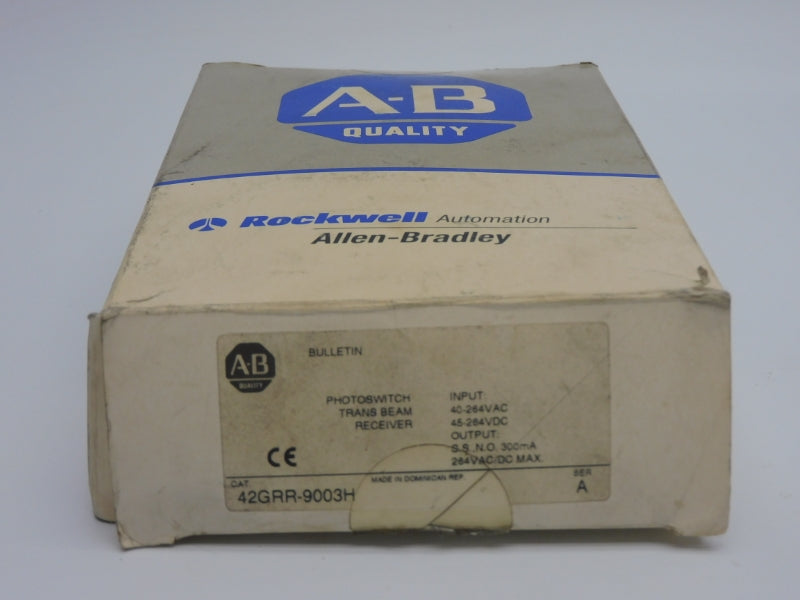 A-B
QUALITY
Rockwell Automation
Allen-Bradley
A-B
QUALITY
BULLETIN
PHOTOSWITCH
TRANS BEAM
RECEIVER
INPUT:
40-264VAC
45-264VDC
OUTPUT:
S.S. N.O. 300mA
264VAC/DC MAX.
CE
MADE IN DOMINICAN REP.
CAT.
42GRR-9003H
SER
A